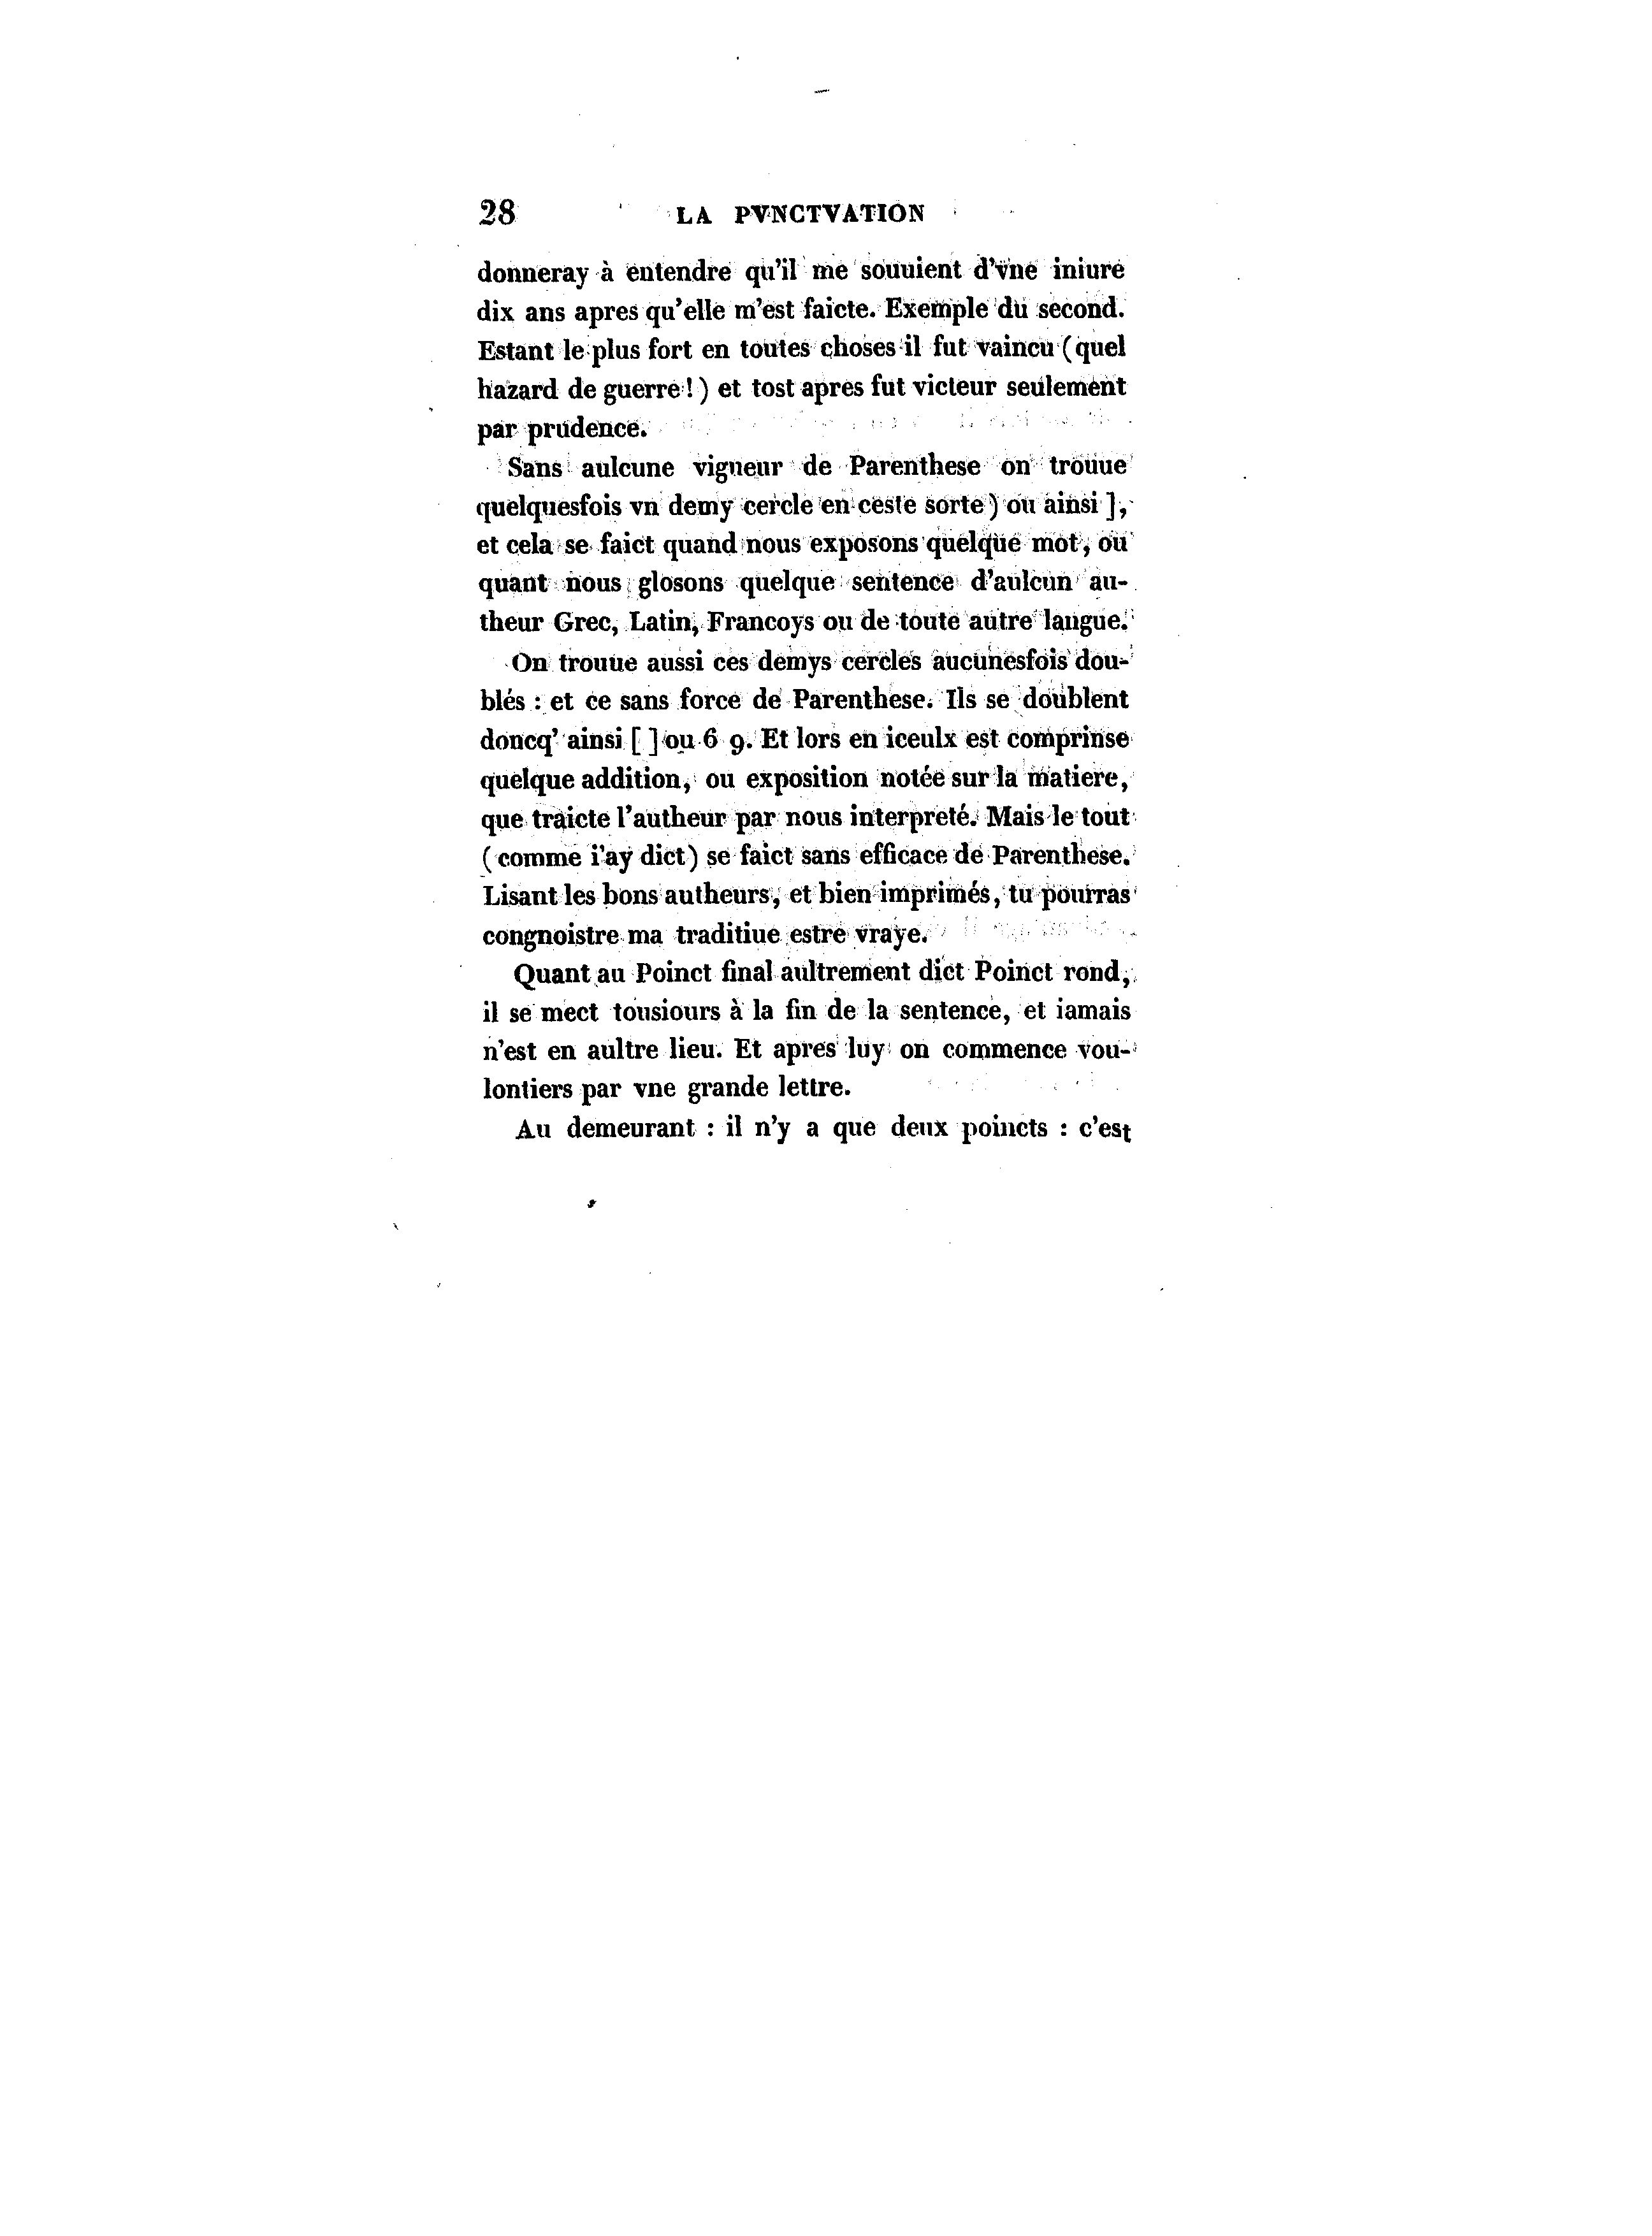 28 LA PVNCTVATION
donneray à entendre qu'il me souuient d'vne iniure
dix ans apres qu'elle m'est faicte. Exemple du second.
Estant le plus fort en toutes choses il fut vaincu (quel
hazard de guerre!) et tost apres fut victeur seulement
par prudence.
Sans aulcune vigueur de Parenthese on trouue
quelquesfois vn demy cercle en ceste sorte) ou ainsi ],
et cela se faict quand nous exposons quelque mot, ou
quant nous glosons quelque sentence d'aulcun au-
theur Grec, Latin, Francoys ou de toute autre langue.
On trouue aussi ces demys cercles aucunesfois dou-
blés : et ce sans force de Parenthese. Ils se doublent
doncq' ainsi [ ] ou 6 9. Et lors en iceulx est comprinse
quelque addition, ou exposition notée sur la matiere,
que traicte l'autheur par nous interpreté. Mais le tout
(comme i'ay dict) se faict sans efficace de Parenthese.
Lisant les bons autheurs, et bien imprimés, tu pourras
congnoistre ma traditiue estre vraye.
Quant au Poinct final aultrement dict Poinct rond,
il se mect tousiours à la fin de la sentence, et iamais
n'est en aultre lieu. Et apres luy on commence vou-
lontiers par vne grande lettre.
Au demeurant : il n'y a que deux poincts : c'est